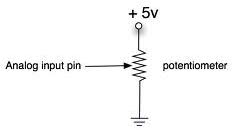 + 5v
Analog input pin
potentiometer